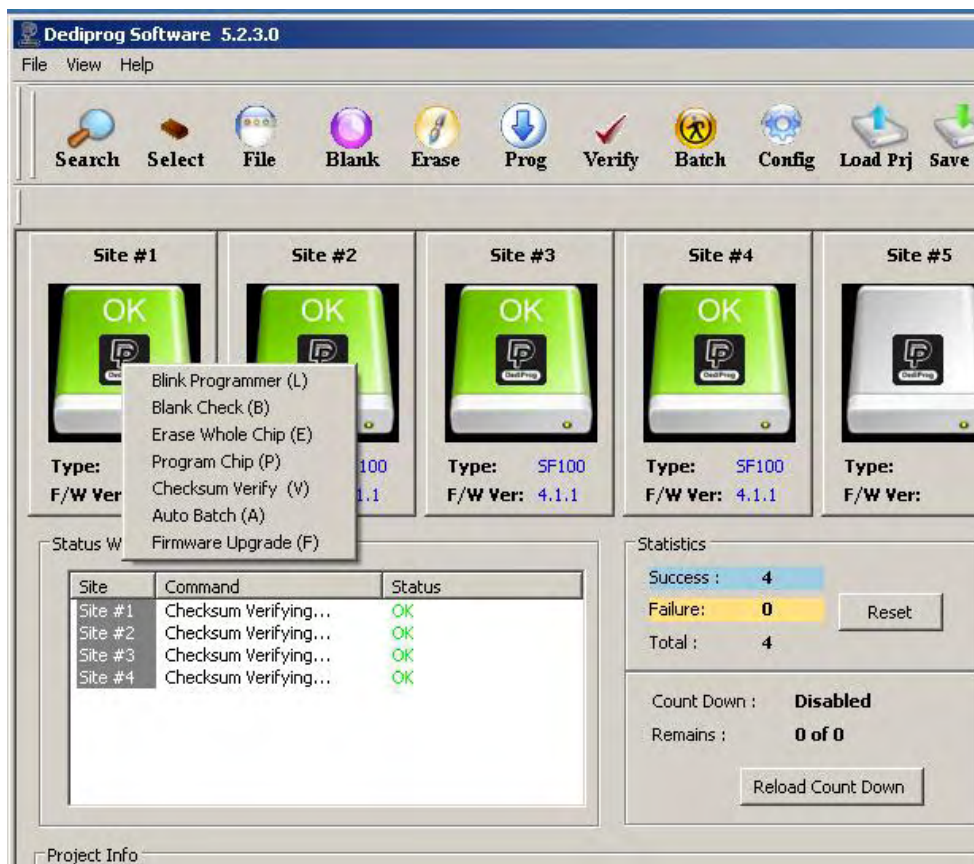 Dediprog Software 5.2.3.0
File View Help
Search Select File Blank Erase Prog Verify Batch Config Load Prj Save
Site #1 Site #2 Site #3 Site #4 Site #5
OK OK OK OK
DediProg DediProg DediProg
Blink Programmer (L)
Blank Check (B)
Erase Whole Chip (E)
Program Chip (P)
Checksum Verify (V)
Auto Batch (A)
Firmware Upgrade (F)
Type: 100 Type: SF100 Type: SF100 Type:
F/W Ver 1.1 F/W Ver: 4.1.1 F/W Ver: 4.1.1 F/W Ver:
Status W
Site Command Status
Site #1 Checksum Verifying... OK
Site #2 Checksum Verifying... OK
Site #3 Checksum Verifying... OK
Site #4 Checksum Verifying... OK
Statistics
Success : 4
Failure: 0
Total : 4
Reset
Count Down : Disabled
Remains : 0 of 0
Reload Count Down
Project Info